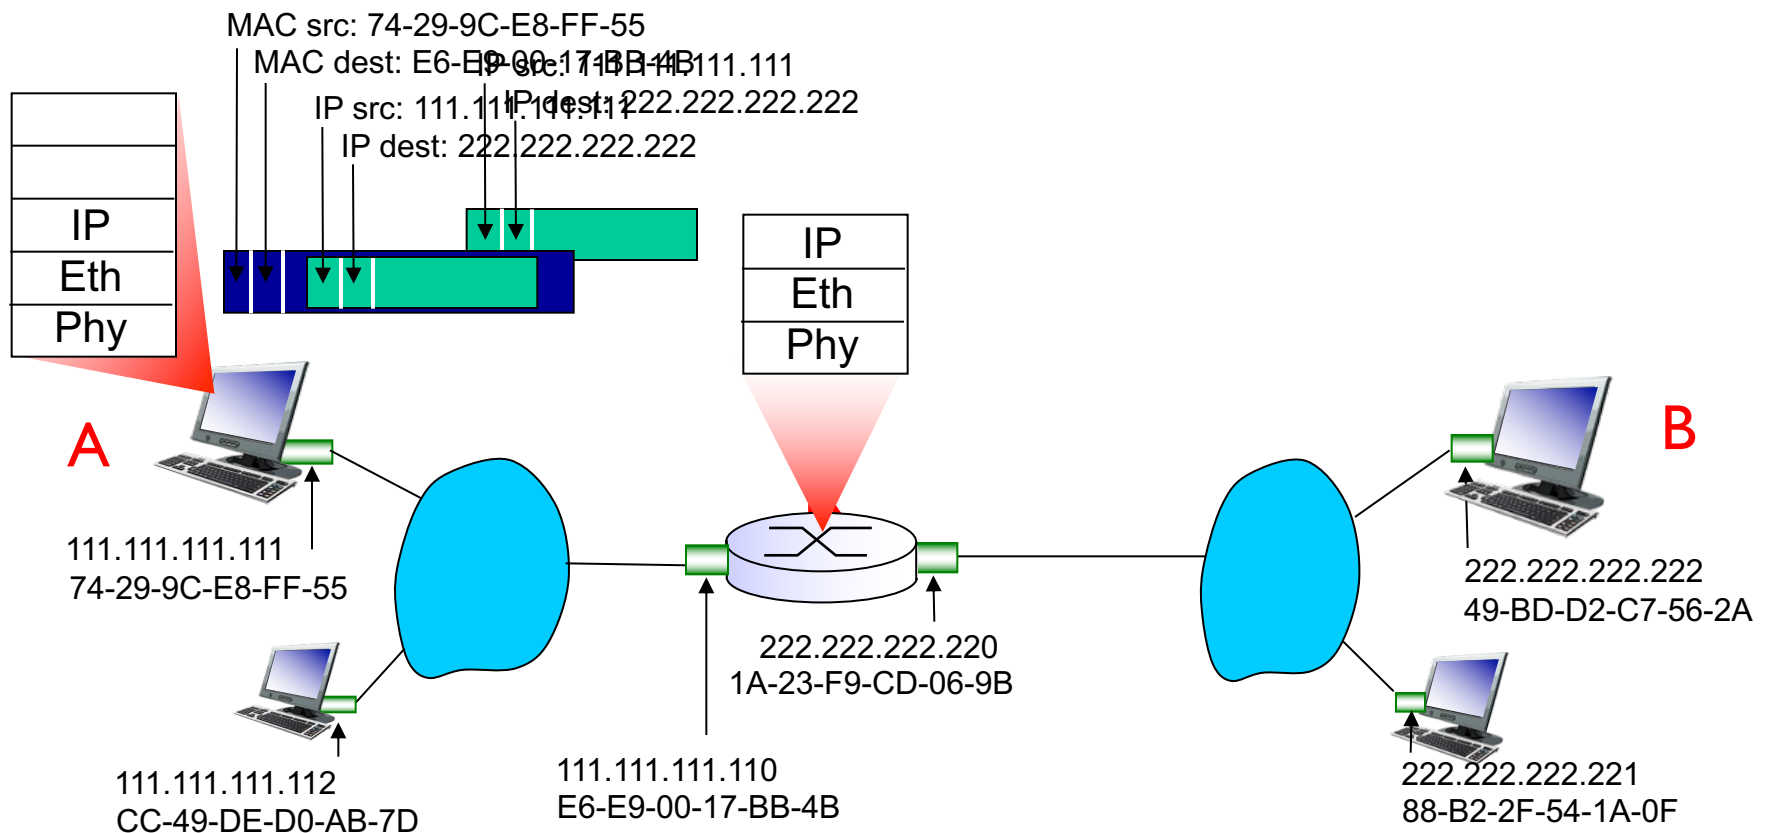 MAC src: 74-29-9C-E8-FF-55
MAC dest: E6-E9-00-17-BB-4B
IP src: 111.111.111.111
IP dest: 222.222.222.222
IP src: 111.111.111.111
IP dest: 222.222.222.222
IP
Eth
Phy
IP
Eth
Phy
A
B
111.111.111.111
74-29-9C-E8-FF-55
222.222.222.222
49-BD-D2-C7-56-2A
222.222.222.220
1A-23-F9-CD-06-9B
111.111.111.112
CC-49-DE-D0-AB-7D
111.111.111.110
E6-E9-00-17-BB-4B
222.222.222.221
88-B2-2F-54-1A-0F